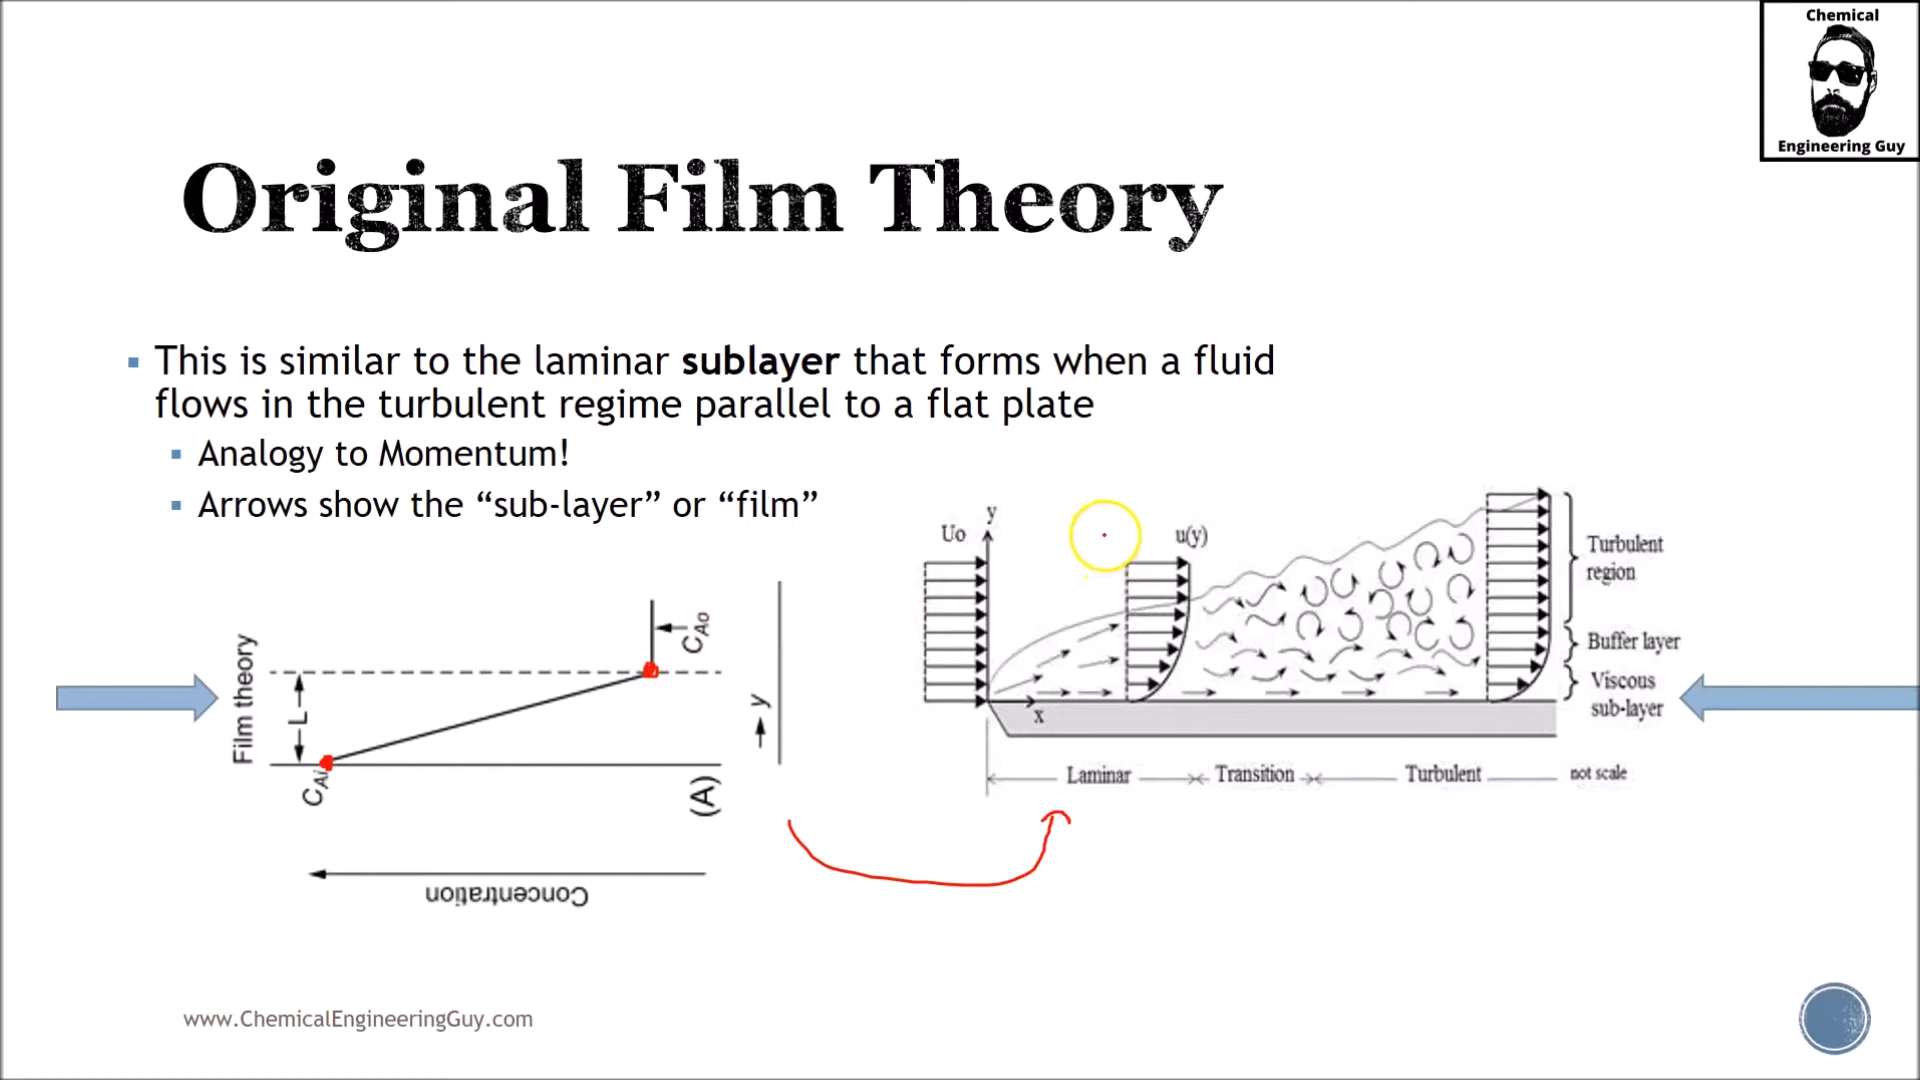 Chemical
Engineering Guy
Original Film Theory
This is similar to the laminar sublayer that forms when a fluid
flows in the turbulent regime parallel to a flat plate
Analogy to Momentum!
Arrows show the “sub-layer” or “film”
Film theory
L
CAi
CAo
y
(A)
Concentration
Uo
y
u(y)
x
Turbulent
region
Buffer layer
Viscous
sub-layer
Laminar
Transition
Turbulent
not scale
www.ChemicalEngineeringGuy.com